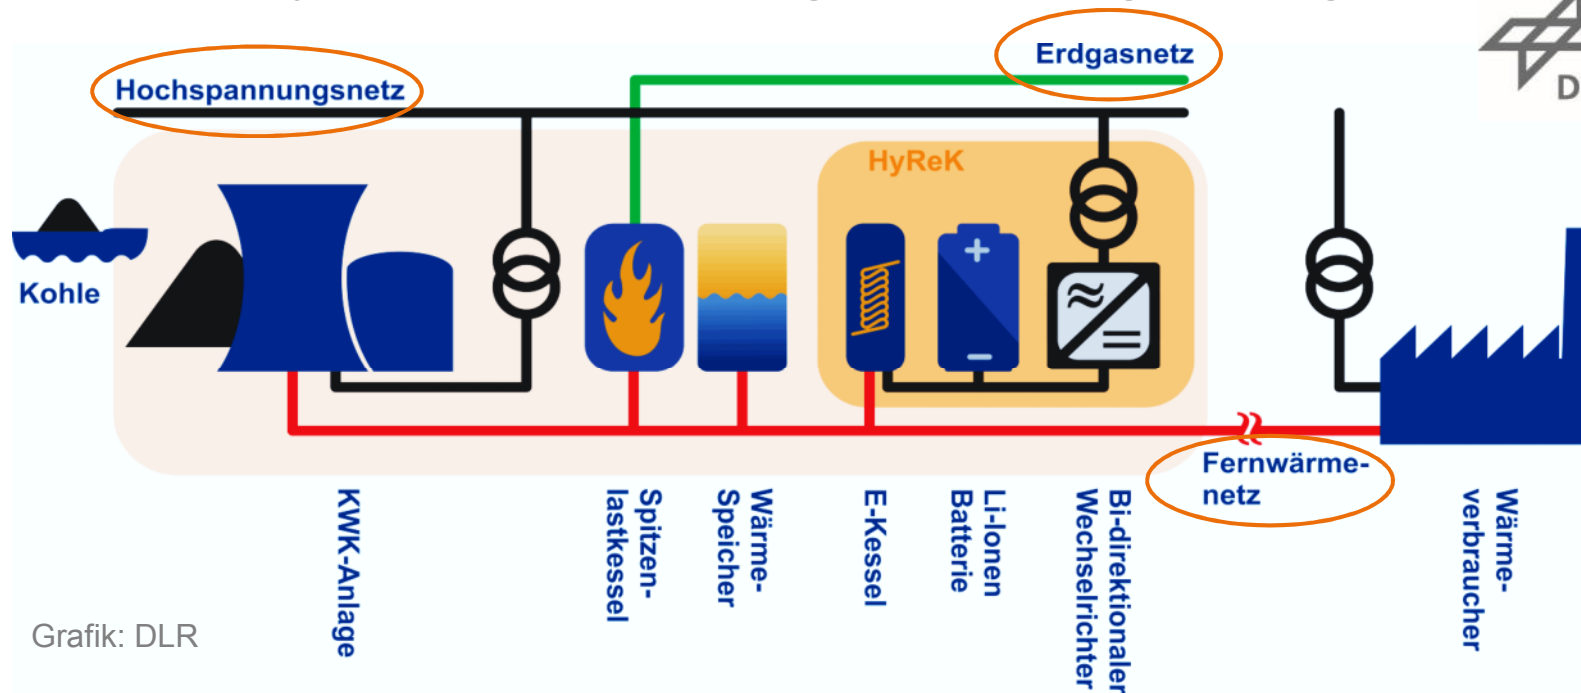 Hochspannungsnetz
Erdgasnetz
D
HyReK
Kohle
Fernwärme-
netz
KWK-Anlage
Spitzen-
lastkessel
Wärme-
Speicher
E-Kessel
Li-Ionen
Batterie
Bi-direktionaler
Wechselrichter
Wärme-
verbraucher
Grafik: DLR